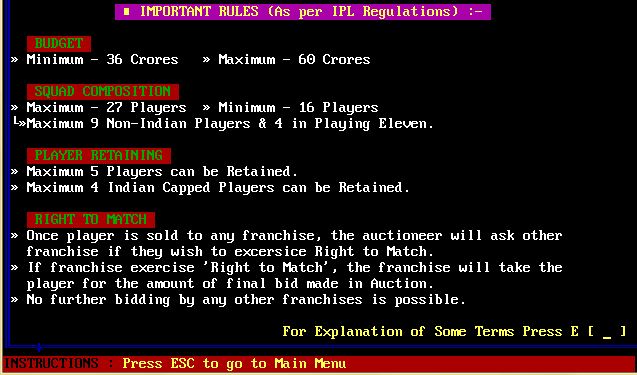 ■ IMPORTANT RULES (As per IPL Regulations) :-
BUDGET
» Minimum - 36 Crores » Maximum - 60 Crores
SQUAD COMPOSITION
» Maximum - 27 Players » Minimum - 16 Players
└»Maximum 9 Non-Indian Players & 4 in Playing Eleven.
PLAYER RETAINING
» Maximum 5 Players can be Retained.
» Maximum 4 Indian Capped Players can be Retained.
RIGHT TO MATCH
» Once player is sold to any franchise, the auctioneer will ask other
franchise if they wish to excersice Right to Match.
» If franchise exercise 'Right to Match', the franchise will take the
player for the amount of final bid made in Auction.
» No further bidding by any other franchises is possible.
For Explanation of Some Terms Press E [ _ ]
INSTRUCTIONS : Press ESC to go to Main Menu